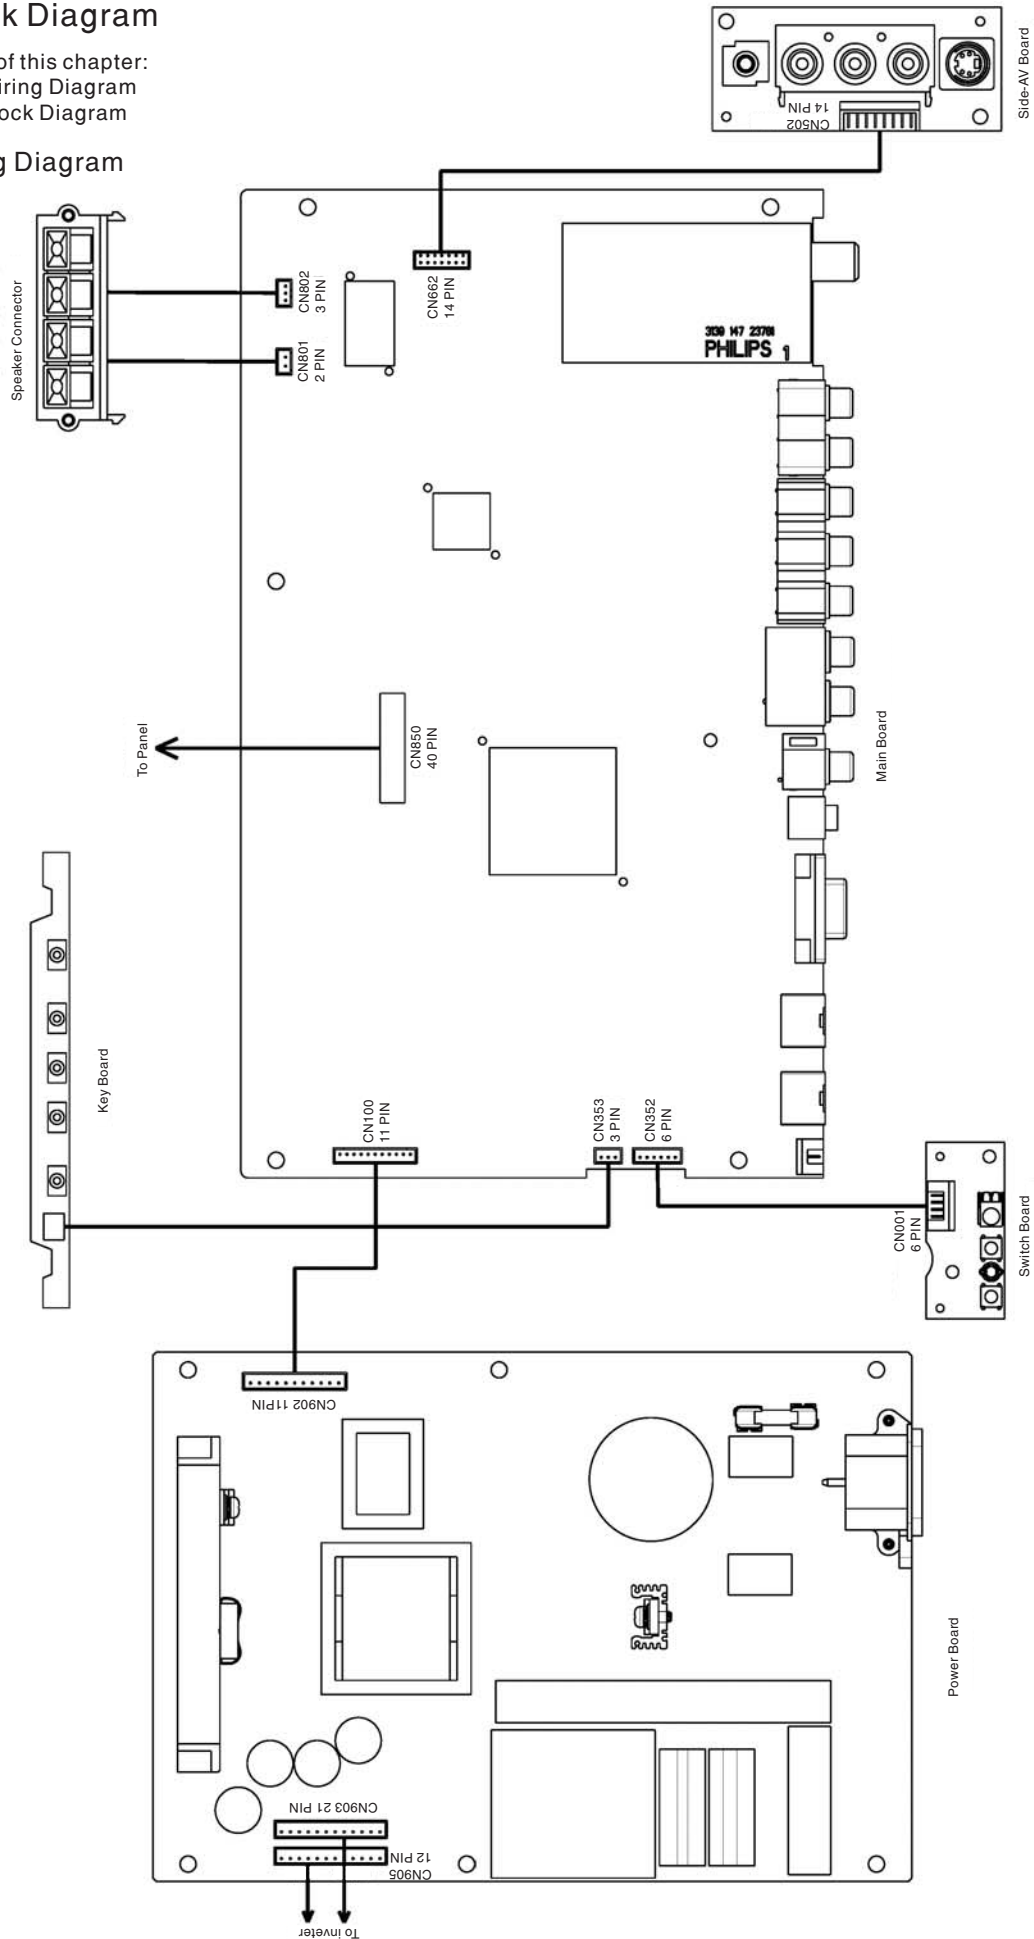 k Diagram
of this chapter:
iring Diagram
ock Diagram
g Diagram
Side-AV Board
CN502
14 PIN
Speaker Connector
CN802
3 PIN
CN801
2 PIN
CN662
14 PIN
3139 147 23781
PHILIPS 1
To Panel
CN850
40 PIN
Main Board
Key Board
CN100
11 PIN
CN353
3 PIN
CN352
6 PIN
CN001
6 PIN
Switch Board
CN902 11PIN
Power Board
CN903 21 PIN
CN905
12 PIN
To inveter